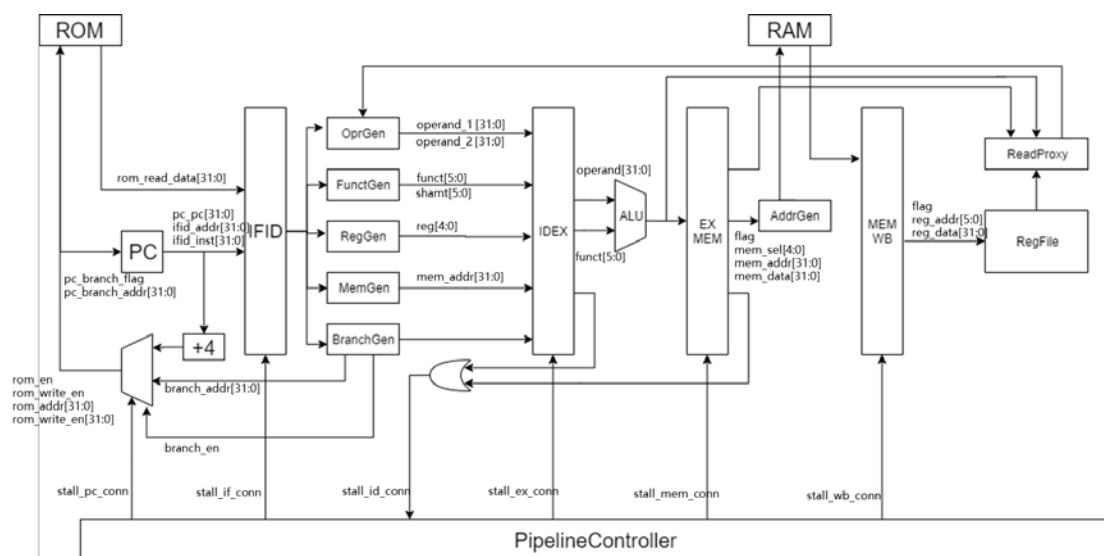 ROM
RAM
OprGen
operand_1 [31:0]
operand_2 [31:0]
ReadProxy
rom_read_data[31:0]
FunctGen
funct[5:0]
shamt[5:0]
operand[31:0]
ALU
pc_pc[31:0]
ifid_addr[31:0]
ifid_inst[31:0]
IFID
RegGen
reg[4:0]
IDEX
EX
MEM
AddrGen
MEM
WB
flag
reg_addr[5:0]
reg_data[31:0]
RegFile
PC
funct[5:0]
flag
mem_sel[4:0]
mem_addr[31:0]
mem_data[31:0]
pc_branch_flag
pc_branch_addr[31:0]
MemGen
mem_addr[31:0]
+4
BranchGen
rom_en
rom_write_en
rom_addr[31:0]
rom_write_en[31:0]
branch_addr[31:0]
branch_en
stall_pc_conn
stall_if_conn
stall_id_conn
stall_ex_conn
stall_mem_conn
stall_wb_conn
PipelineController